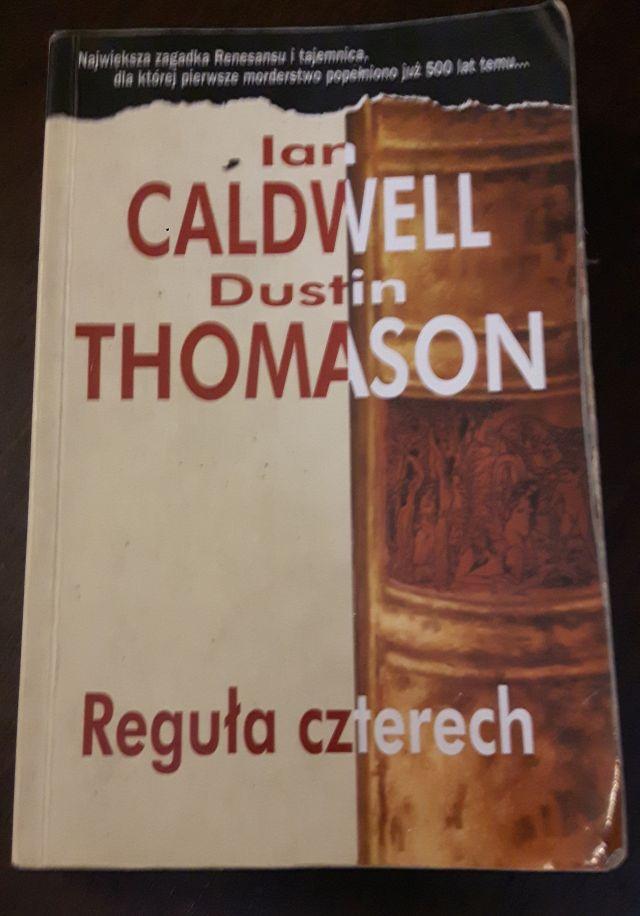 Największa zagadka Renesansu i tajemnica,
dla której pierwsze morderstwo popełniono już 500 lat temu...
Ian
CALDWELL
Dustin
THOMASON
Reguła czterech